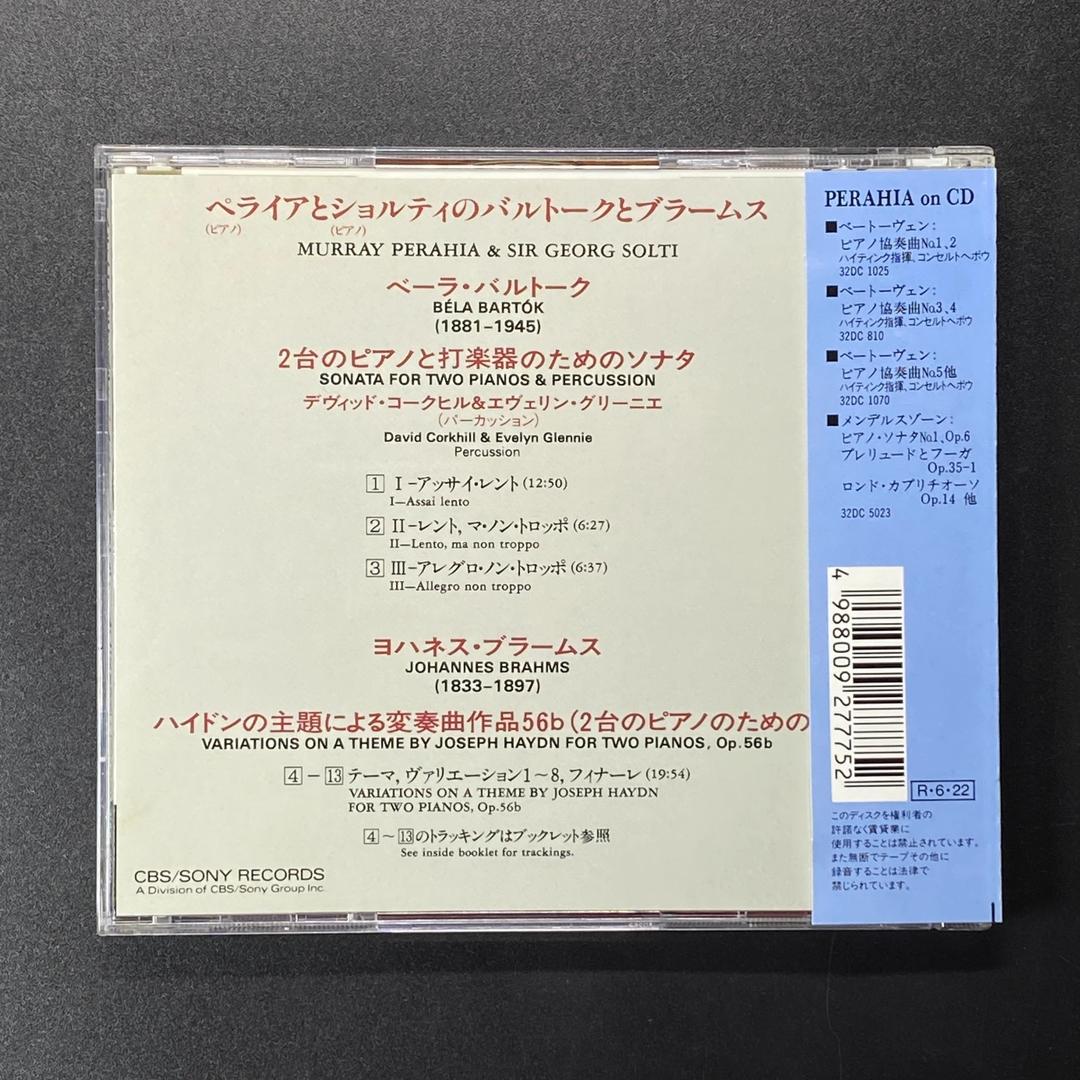 ペライアとショルティのバルトークとブラームス
(ピアノ) (ピアノ)
MURRAY PERAHIA & SIR GEORG SOLTI
ベーラ・バルトーク
BÉLA BARTÓK
(1881–1945)
2台のピアノと打楽器のためのソナタ
SONATA FOR TWO PIANOS & PERCUSSION
デヴィッド・コークヒル&エヴェリン・グリーニエ
(パーカッション)
David Corkhill & Evelyn Glennie
Percussion
1 I-アッサイ・レント (12:50)
I—Assai lento
2 II-レント, マ・ノン・トロッポ (6:27)
II—Lento, ma non troppo
3 III-アレグロ・ノン・トロッポ (6:37)
III—Allegro non troppo
ヨハネス・ブラームス
JOHANNES BRAHMS
(1833–1897)
ハイドンの主題による変奏曲作品56b(2台のピアノのための
VARIATIONS ON A THEME BY JOSEPH HAYDN FOR TWO PIANOS, Op.56b
4-13 テーマ, ヴァリエーション1〜8, フィナーレ (19:54)
VARIATIONS ON A THEME BY JOSEPH HAYDN
FOR TWO PIANOS, Op.56b
4〜13のトラッキングはブックレット参照
See inside booklet for trackings.
CBS/SONY RECORDS
A Division of CBS/Sony Group Inc.
PERAHIA on CD
■ベートーヴェン:
ピアノ協奏曲No.1、2
ハイティンク指揮、コンセルトヘボウ
32DC 1025
■ベートーヴェン:
ピアノ協奏曲No.3、4
ハイティンク指揮、コンセルトヘボウ
32DC 810
■ベートーヴェン:
ピアノ協奏曲No.5他
ハイティンク指揮、コンセルトヘボウ
32DC 1070
■メンデルスゾーン:
ピアノ・ソナタNo.1、Op.6
プレリュードとフーガ
Op.35-1
ロンド・カプリチオーソ
Op.14 他
32DC 5023
4 988009 277752
R・6・22
このディスクを権利者の
許諾なく賃貸業に
使用することは禁止されています。
また無断でテープその他に
録音することは法律で
禁じられています。